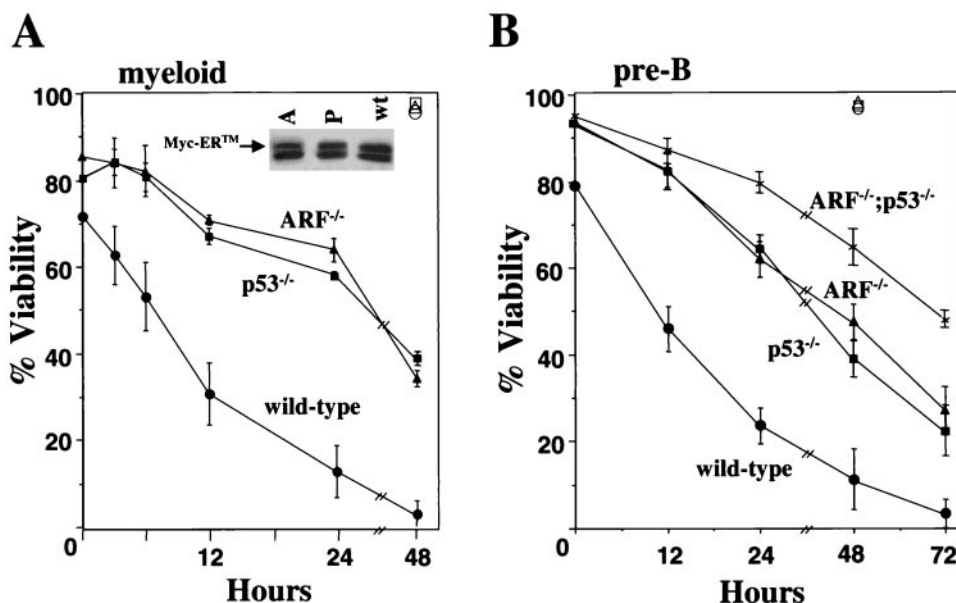 A
myeloid
% Viability
100
80
60
40
20
0
12
24
48
Hours
Myc-ER™
A
P
wt
ARF-/-
p53-/-
wild-type
B
pre-B
% Viability
100
80
60
40
20
0
12
24
48
72
Hours
ARF-/-;p53-/-
ARF-/-
p53-/-
wild-type